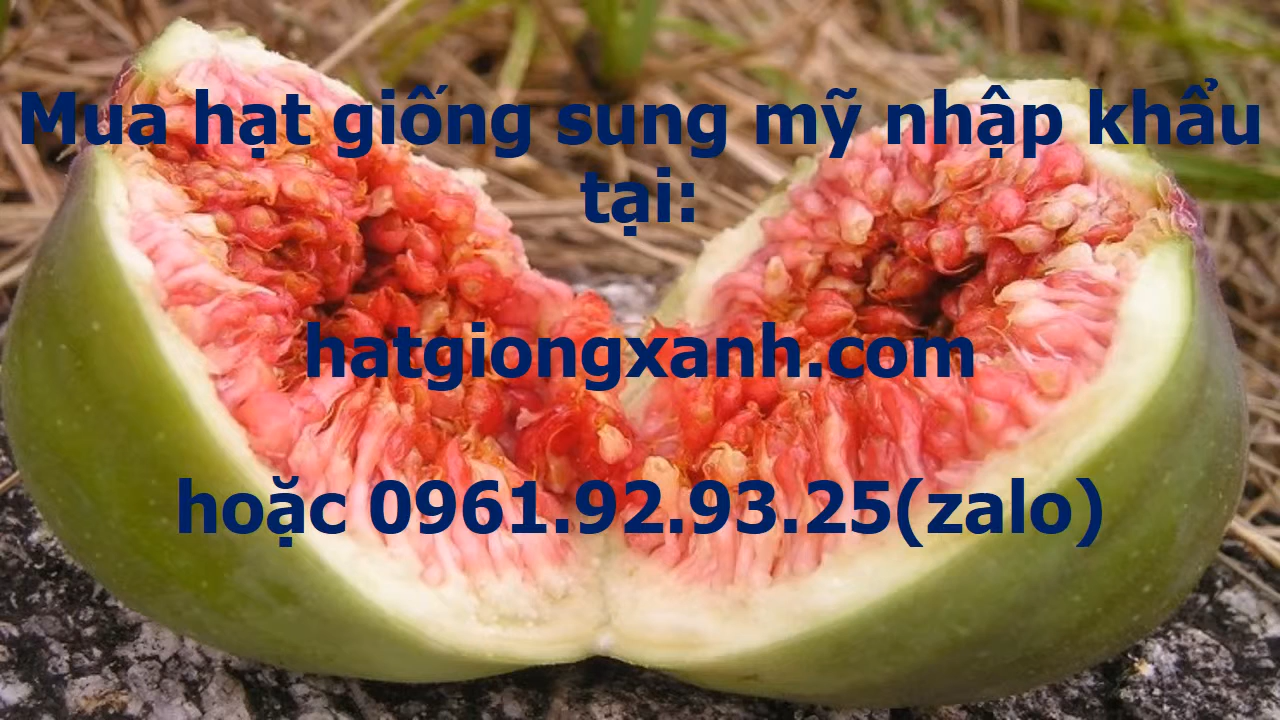 Mua hạt giống sung mỹ nhập khẩu
tại:
hatgiongxanh.com
hoặc 0961.92.93.25(zalo)